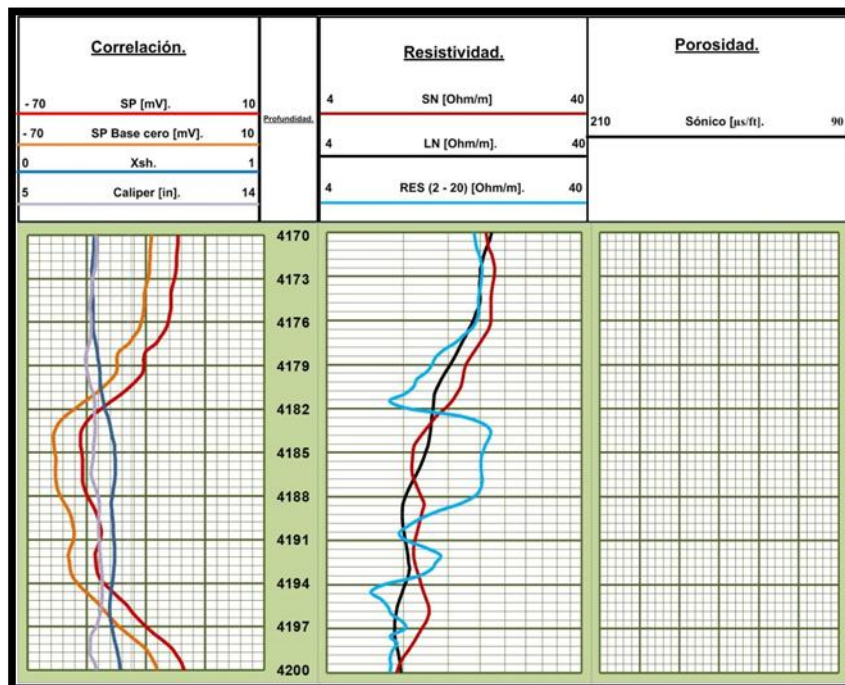 Correlación.
- 70 SP [mV]. 10
- 70 SP Base cero [mV]. 10
0 Xsh. 1
5 Caliper [in]. 14
Profundidad.
Resistividad.
4 SN [Ohm/m] 40
4 LN [Ohm/m]. 40
4 RES (2 - 20) [Ohm/m]. 40
Porosidad.
210 Sónico [µs/ft]. 90
4170
4173
4176
4179
4182
4185
4188
4191
4194
4197
4200